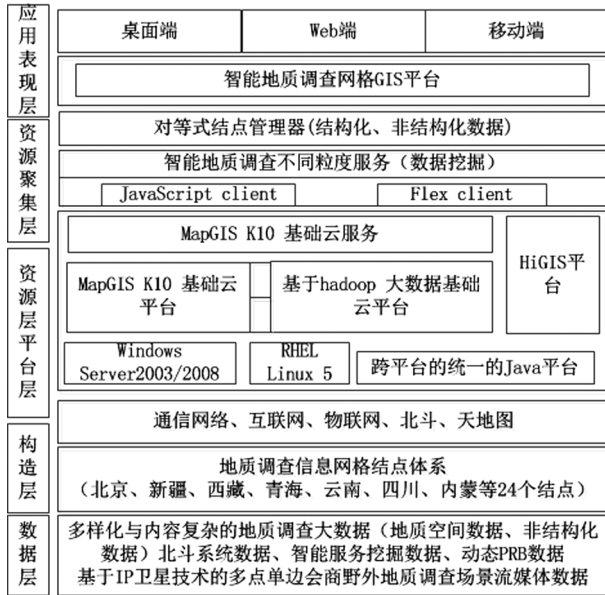 应用表现层
桌面端
Web端
移动端
智能地质调查网格GIS平台
资源聚集层
对等式结点管理器(结构化、非结构化数据)
智能地质调查不同粒度服务（数据挖掘）
JavaScript client
Flex client
资源层平台层
MapGIS K10 基础云服务
HiGIS平
台
MapGIS K10 基础云
平台
基于hadoop 大数据基础
云平台
Windows
Server2003/2008
RHEL
Linux 5
跨平台的统一的Java平台
构造层
通信网络、互联网、物联网、北斗、天地图
地质调查信息网格结点体系
（北京、新疆、西藏、青海、云南、四川、内蒙等24个结点）
数据层
多样化与内容复杂的地质调查大数据（地质空间数据、非结构化
数据）北斗系统数据、智能服务挖掘数据、动态PRB数据
基于IP卫星技术的多点单边会商野外地质调查场景流媒体数据